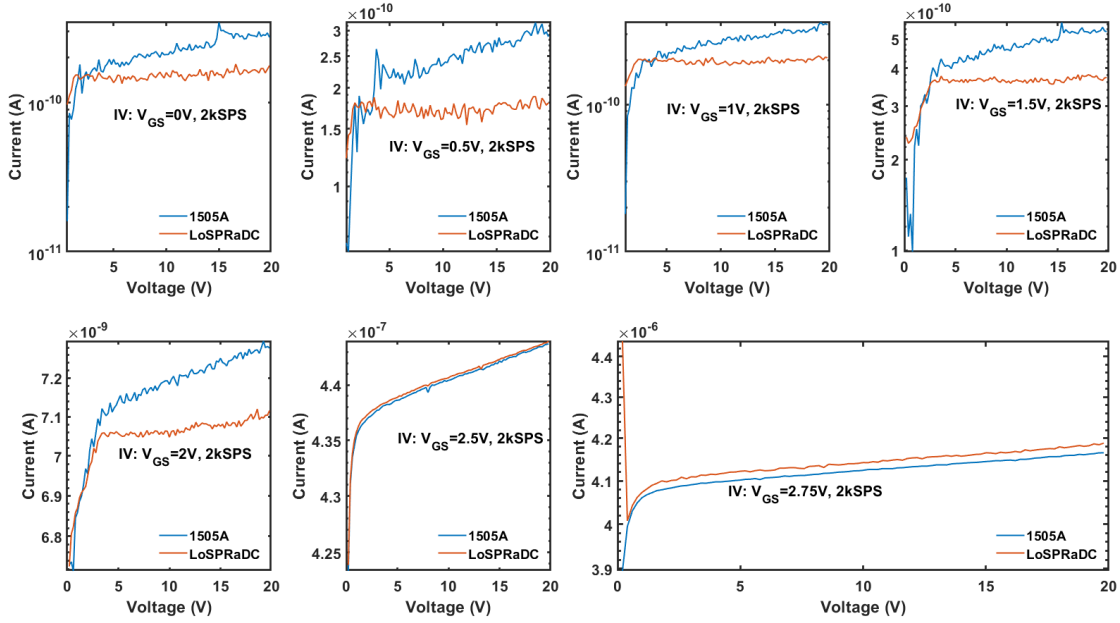 Current (A)
10^-10
10^-11
5
10
15
20
Voltage (V)
IV: V_GS=0V, 2kSPS
1505A
LoSPRaDC
×10^-10
Current (A)
3
2.5
2
1.5
1
5
10
15
20
Voltage (V)
IV: V_GS=0.5V, 2kSPS
1505A
LoSPRaDC
Current (A)
10^-10
10^-11
5
10
15
20
Voltage (V)
IV: V_GS=1V, 2kSPS
1505A
LoSPRaDC
×10^-10
Current (A)
5
4
3
2
1
0
5
10
15
20
Voltage (V)
IV: V_GS=1.5V, 2kSPS
1505A
LoSPRaDC
×10^-9
Current (A)
7.2
7.1
7
6.9
6.8
0
5
10
15
20
Voltage (V)
IV: V_GS=2V, 2kSPS
1505A
LoSPRaDC
×10^-7
Current (A)
4.4
4.35
4.3
4.25
0
5
10
15
20
Voltage (V)
IV: V_GS=2.5V, 2kSPS
1505A
LoSPRaDC
×10^-6
Current (A)
4.4
4.3
4.2
4.1
4
3.9
5
10
15
20
Voltage (V)
IV: V_GS=2.75V, 2kSPS
1505A
LoSPRaDC